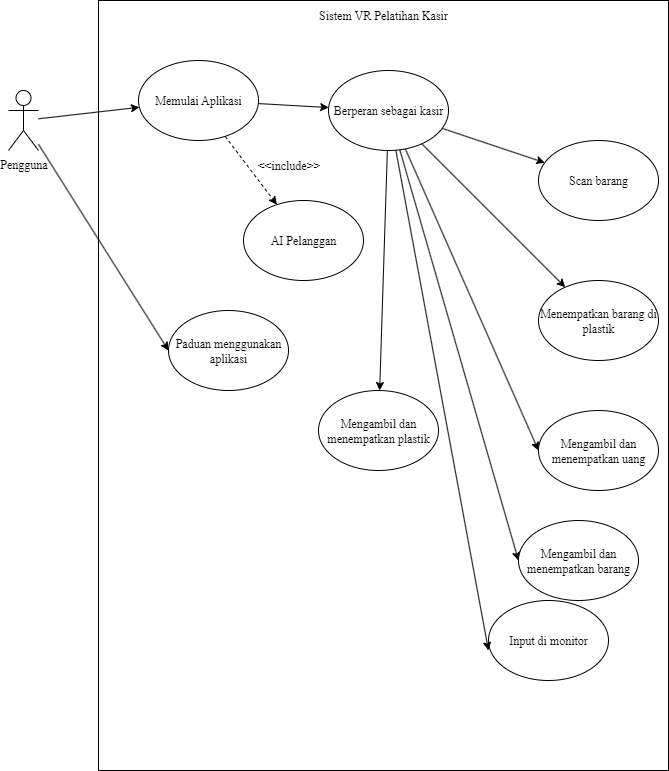 Sistem VR Pelatihan Kasir
Memulai Aplikasi
Berperan sebagai kasir
Pengguna
<<include>>
Scan barang
AI Pelanggan
Menempatkan barang di
plastik
Paduan menggunakan
aplikasi
Mengambil dan
menempatkan plastik
Mengambil dan
menempatkan uang
Mengambil dan
menempatkan barang
Input di monitor